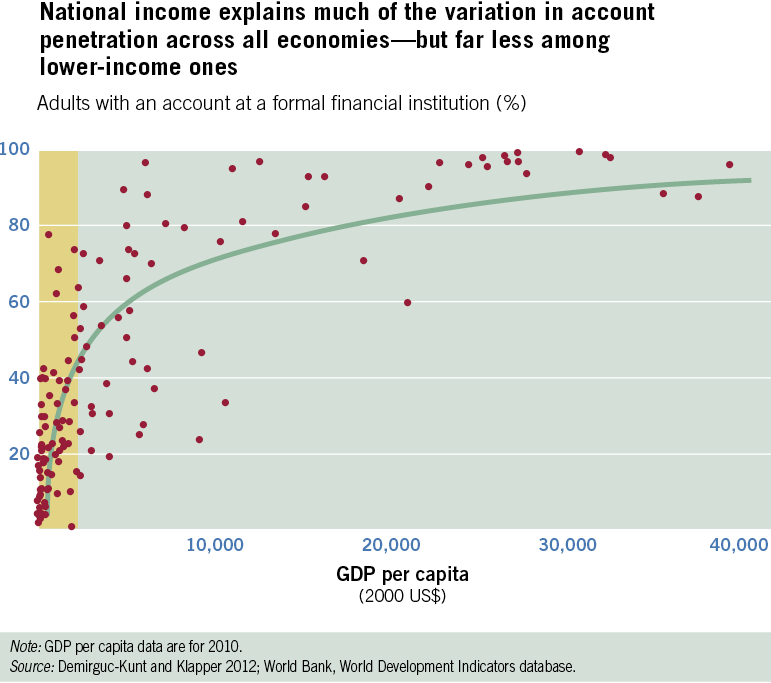 National income explains much of the variation in account
penetration across all economies—but far less among
lower-income ones
Adults with an account at a formal financial institution (%)
100
80
60
40
20
10,000
20,000
30,000
40,000
GDP per capita
(2000 US$)
Note: GDP per capita data are for 2010.
Source: Demirguc-Kunt and Klapper 2012; World Bank, World Development Indicators database.